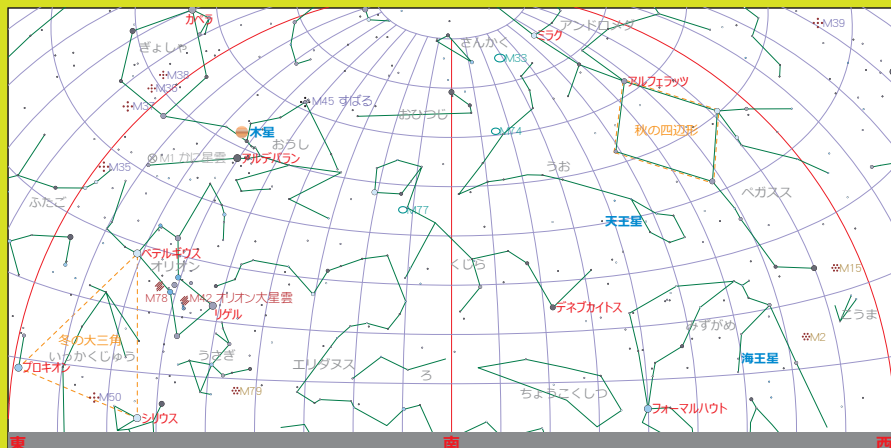 カペラ
ぎょしゃ
M38
M36
M37
M45 すばる
木星
おうし
M1 かに星雲
アルデバラン
M35
ふたご
さんかく
M33
ミラク
アンドロメダ
M39
アルフェラッツ
おひつじ
M74
秋の四辺形
うお
ペガスス
M77
天王星
ベテルギウス
オリオン
M78
M42 オリオン大星雲
リゲル
くじら
デネブカイトス
M15
こうま
みずがめ
M2
海王星
冬の大三角
いっかくじゅう
プロキオン
うさぎ
エリダヌス
ろ
ちょうこくしつ
M50
M79
シリウス
フォーマルハウト
東
南
西